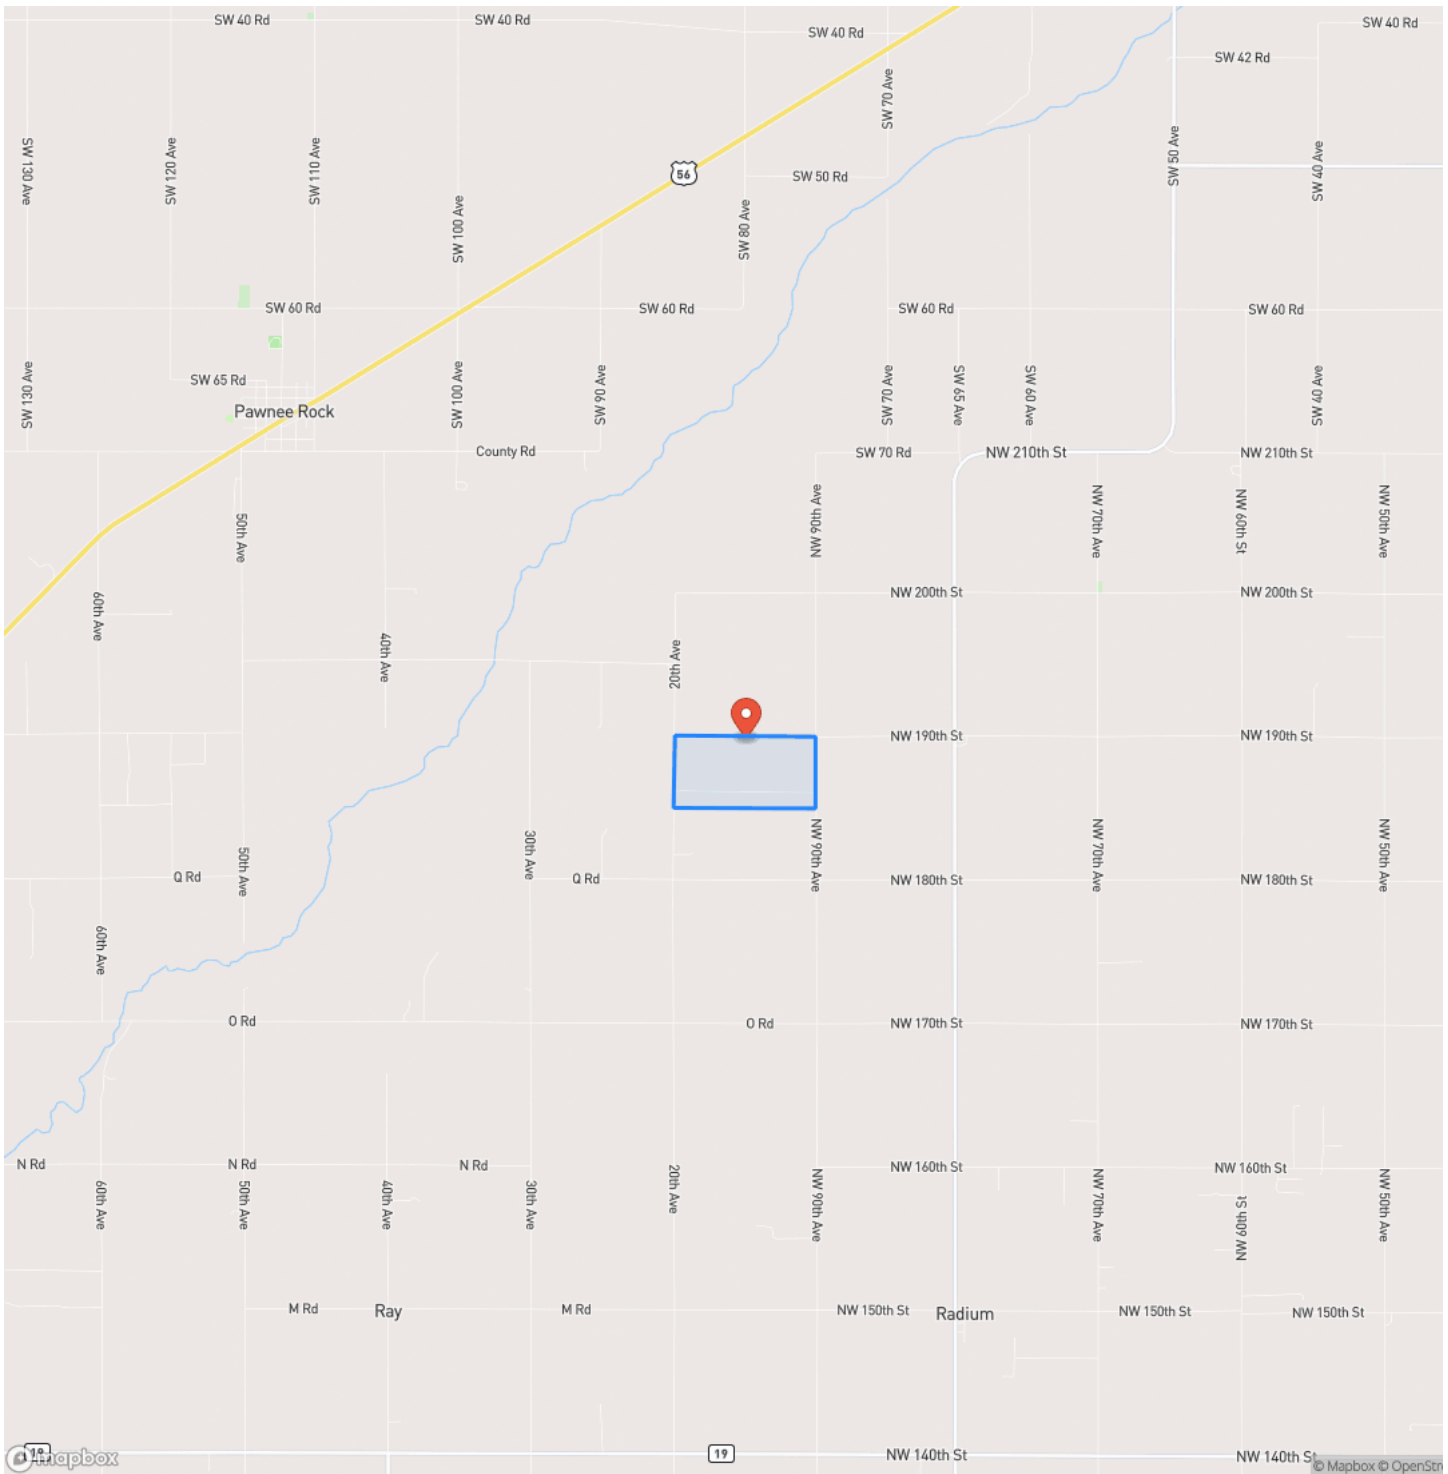 SW 40 Rd
SW 40 Rd
SW 40 Rd
SW 40 Rd
SW 42 Rd
SW 130 Ave
SW 120 Ave
SW 110 Ave
SW 100 Ave
56
SW 80 Ave
SW 50 Rd
SW 70 Ave
SW 50 Ave
SW 40 Ave
SW 60 Rd
SW 60 Rd
SW 60 Rd
SW 60 Rd
SW 130 Ave
SW 65 Rd
Pawnee Rock
SW 100 Ave
SW 90 Ave
SW 70 Ave
SW 65 Ave
SW 60 Ave
SW 40 Ave
County Rd
SW 70 Rd
NW 210th St
NW 210th St
50th Ave
NW 90th Ave
NW 70th Ave
NW 60th St
NW 50th Ave
60th Ave
40th Ave
20th Ave
NW 200th St
NW 200th St
NW 190th St
NW 190th St
50th Ave
30th Ave
NW 90th Ave
NW 70th Ave
NW 50th Ave
Q Rd
Q Rd
NW 180th St
NW 180th St
60th Ave
O Rd
O Rd
NW 170th St
NW 170th St
N Rd
N Rd
N Rd
NW 160th St
NW 160th St
60th Ave
50th Ave
40th Ave
30th Ave
20th Ave
NW 90th Ave
NW 70th Ave
NW 60th St
NW 50th Ave
M Rd
Ray
M Rd
NW 150th St
Radium
NW 150th St
NW 150th St
19
mapbox
19
NW 140th St
NW 140th St
© Mapbox © OpenStre